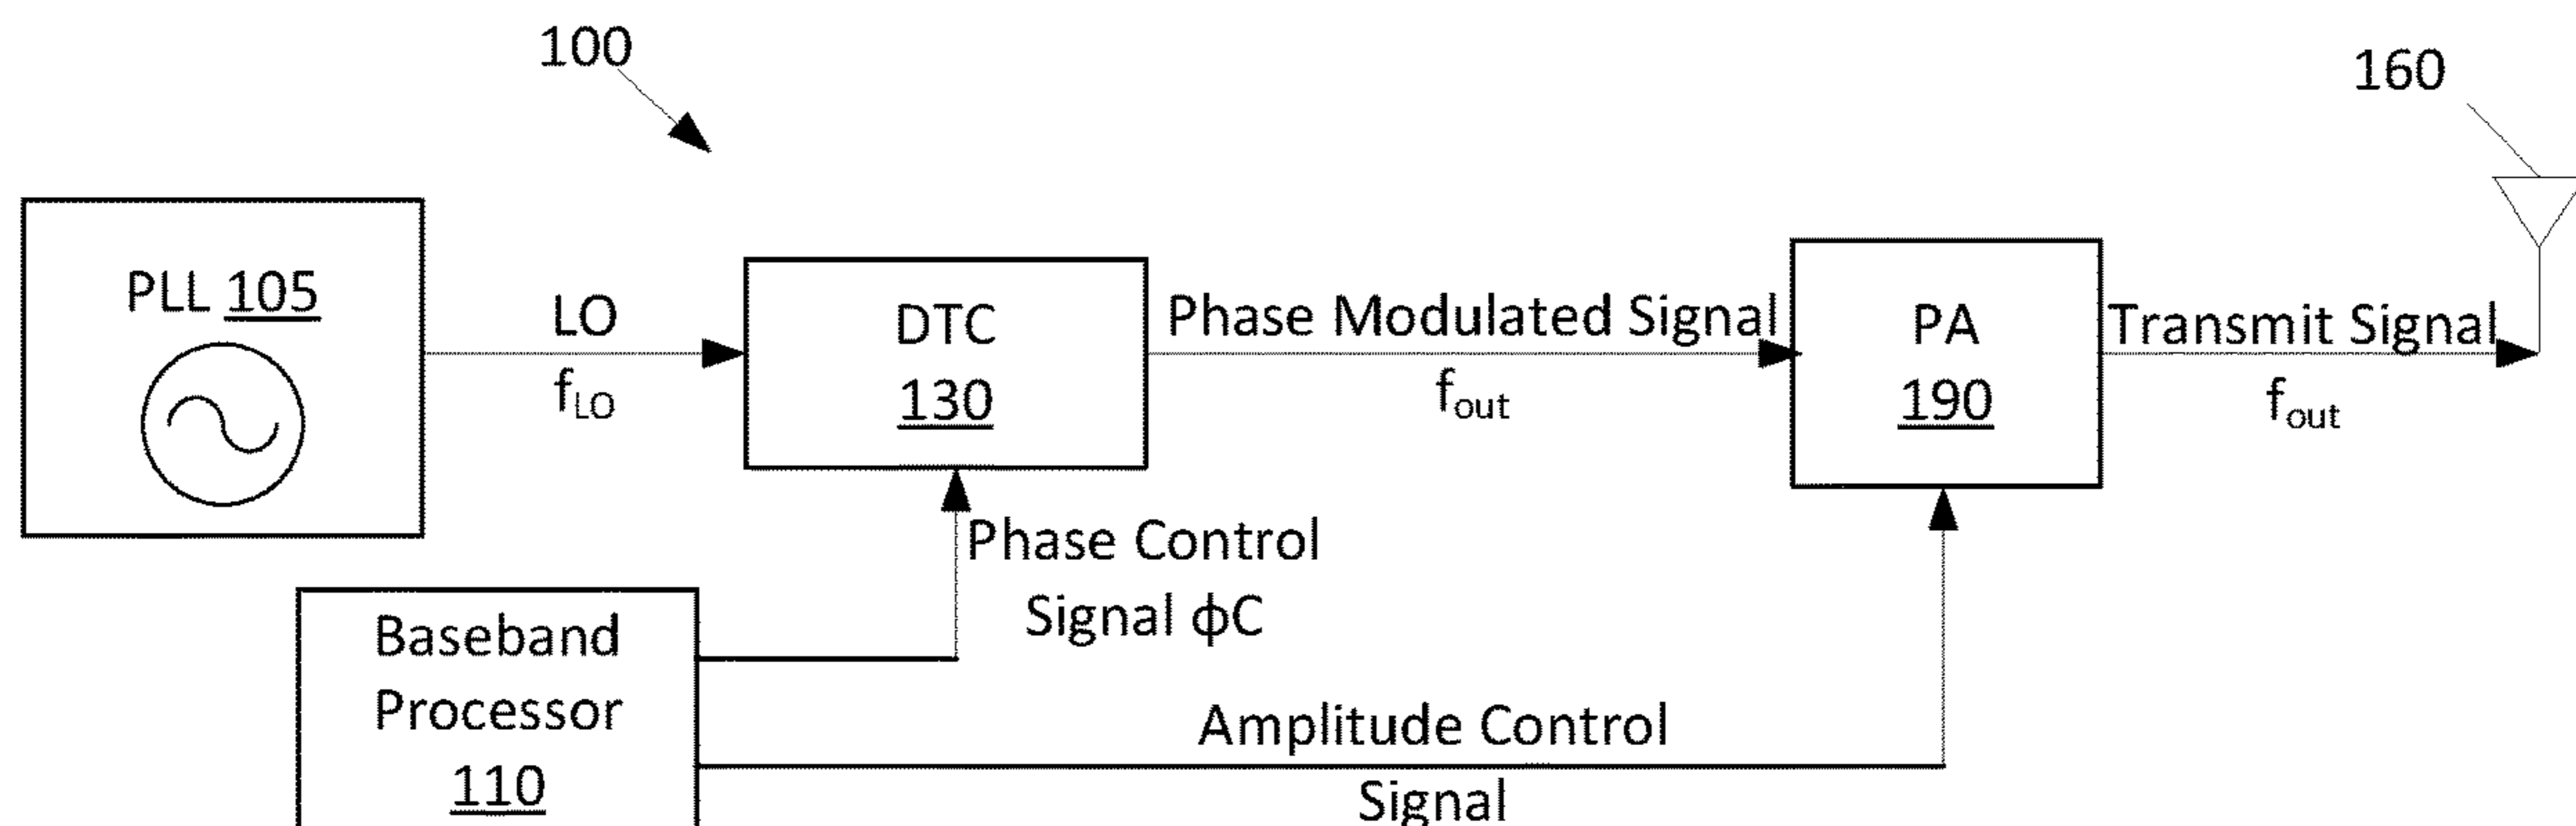 100
160
PLL 105
LO
fLO
DTC
130
Phase Modulated Signal
fout
PA
190
Transmit Signal
fout
Phase Control
Signal ϕC
Baseband
Processor
110
Amplitude Control
Signal